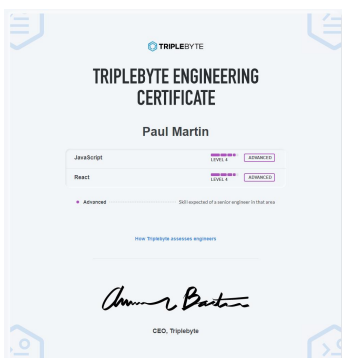 TRIPLEBYTE
TRIPLEBYTE ENGINEERING
CERTIFICATE
Paul Martin
JavaScript LEVEL 4 ADVANCED
React LEVEL 4 ADVANCED
Advanced Skill expected of a senior engineer in that area
How Triplebyte assesses engineers
CEO, Triplebyte